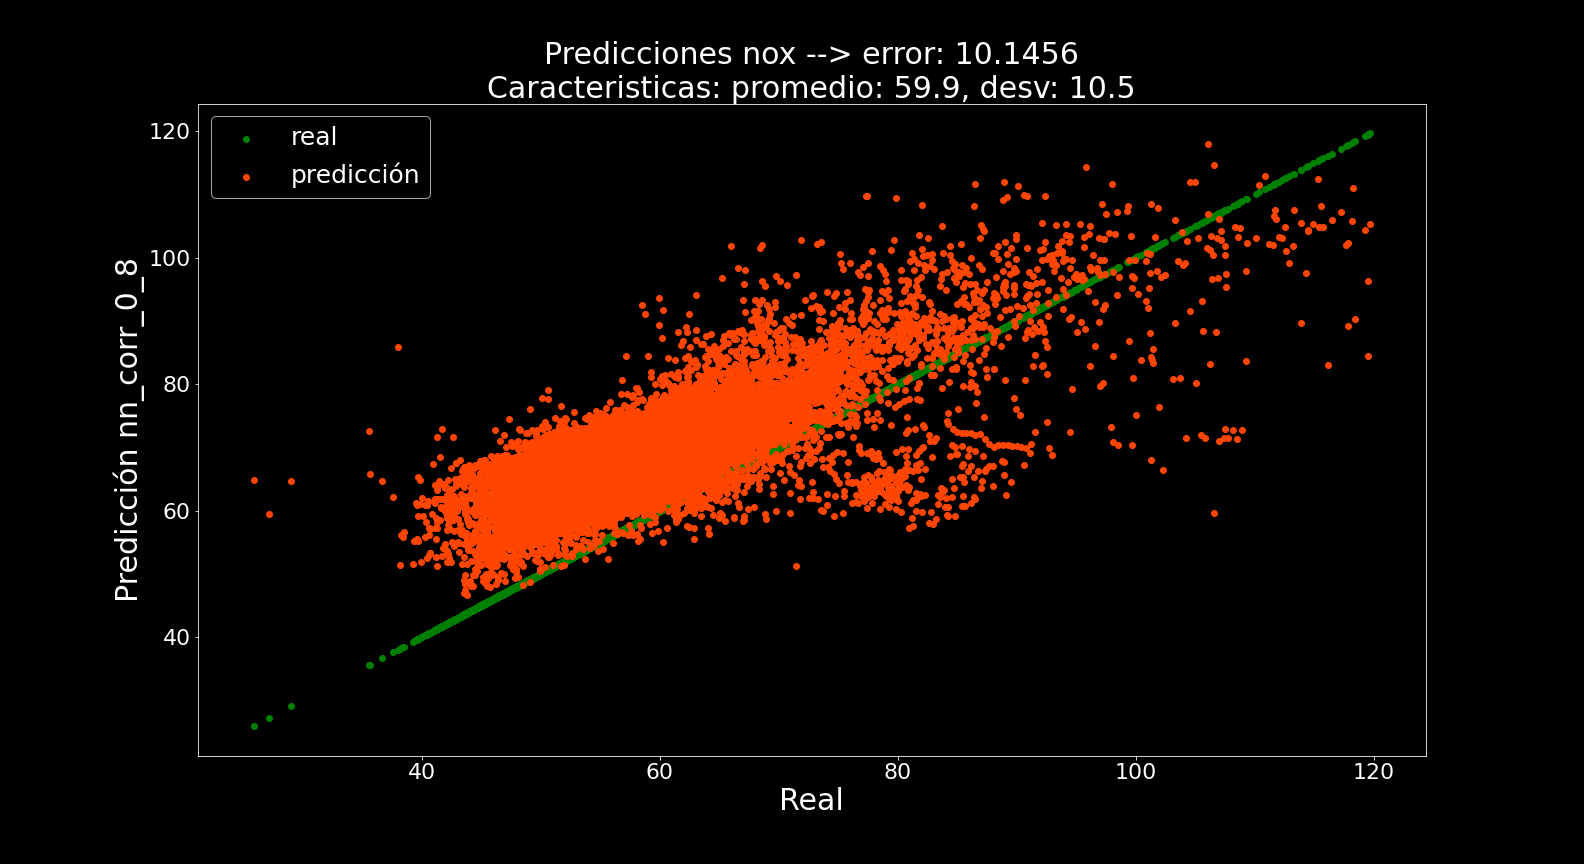 Predicciones nox --> error: 10.1456
Caracteristicas: promedio: 59.9, desv: 10.5
real
predicción
120
100
80
60
40
Predicción nn_corr_0_8
40 60 80 100 120
Real